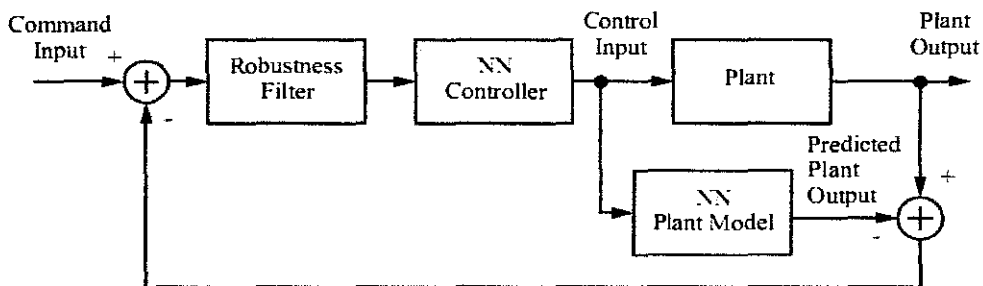 Command
Input
+
-
Robustness
Filter
NN
Controller
Control
Input
Plant
Plant
Output
Predicted
Plant
Output
NN
Plant Model
+
-